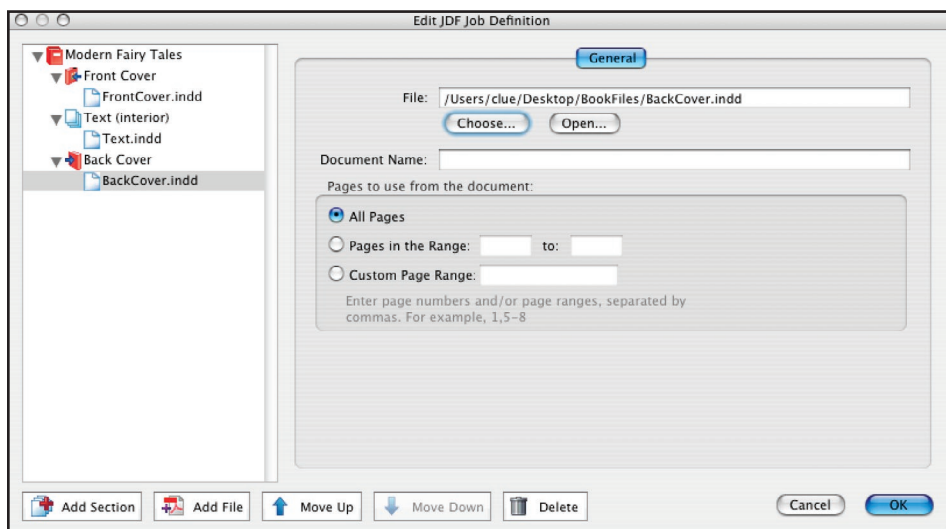 Edit JDF Job Definition
Modern Fairy Tales
Front Cover
FrontCover.indd
Text (interior)
Text.indd
Back Cover
BackCover.indd
General
File: /Users/clue/Desktop/BookFiles/BackCover.indd
Choose... Open...
Document Name:
Pages to use from the document:
All Pages
Pages in the Range: to:
Custom Page Range:
Enter page numbers and/or page ranges, separated by
commas. For example, 1,5-8
Add Section Add File Move Up Move Down Delete Cancel OK